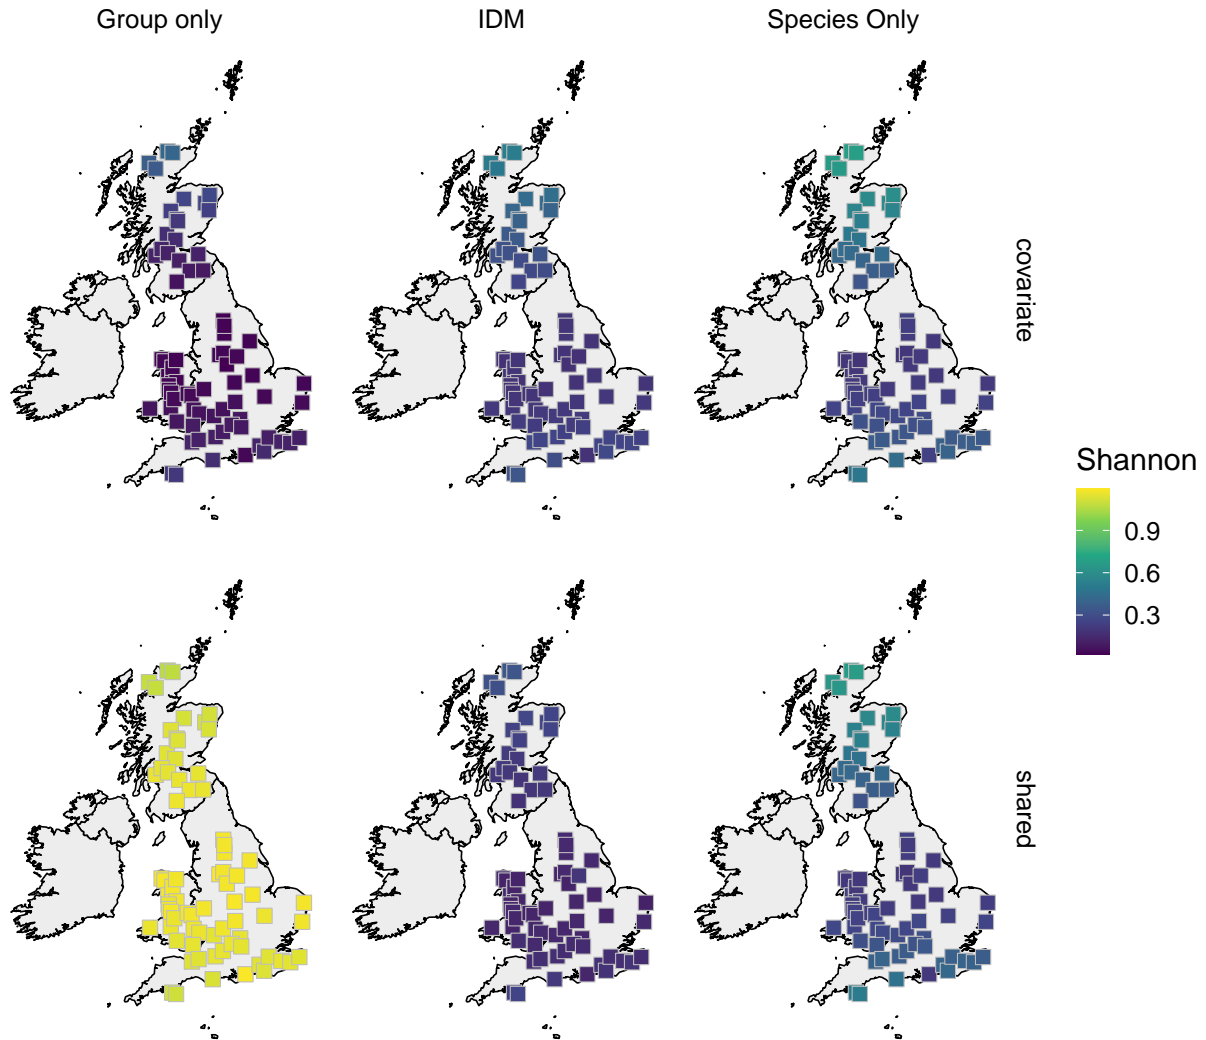 Group only
IDM
Species Only
covariate
Shannon
0.9
0.6
0.3
shared